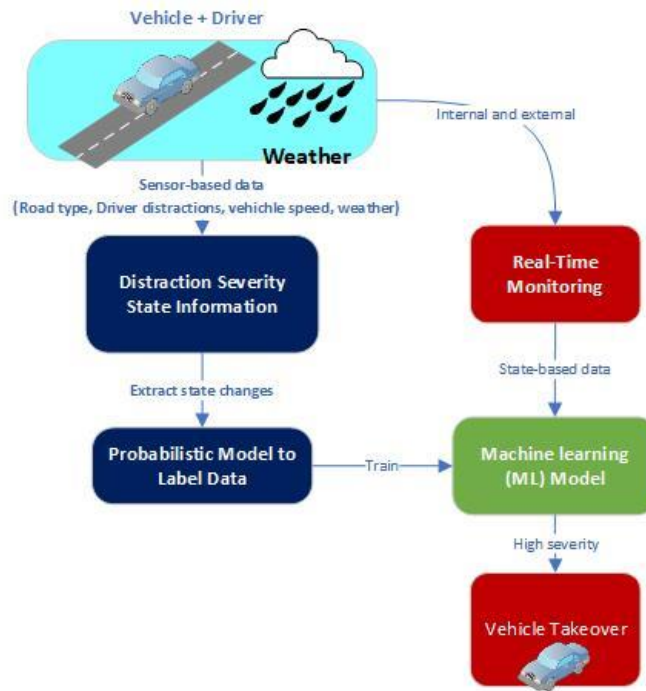 Vehicle + Driver
Weather
Internal and external
Sensor-based data
(Road type, Driver distractions, vehichle speed, weather)
Distraction Severity
State Information
Real-Time
Monitoring
Extract state changes
State-based data
Probabilistic Model to
Label Data
Train
Machine learning
(ML) Model
High severity
Vehicle Takeover